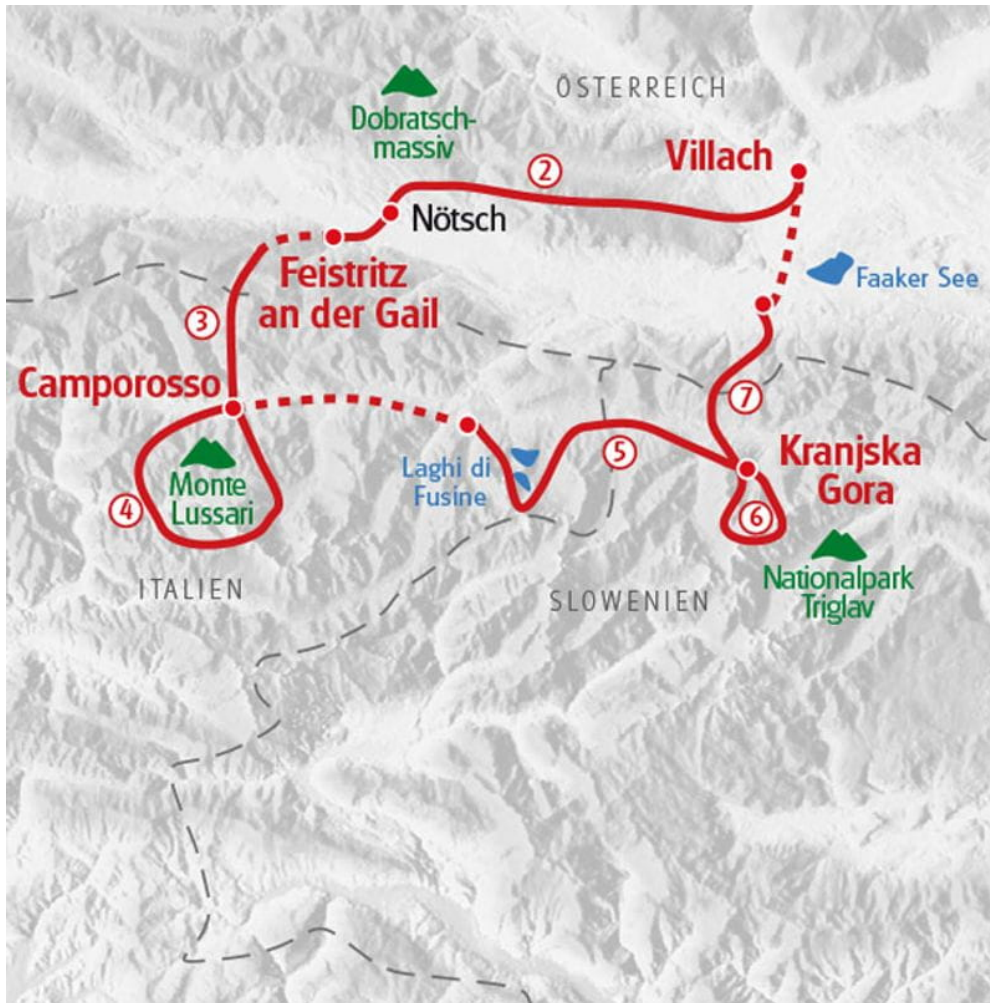 ÖSTERREICH
Dobratsch-
massiv
Villach
②
Nötsch
Feistritz
an der Gail
Faaker See
③
Camporosso
⑦
Laghi di
Fusine
⑤
Kranjska
Gora
Monte
Lussari
④
⑥
ITALIEN
SLOWENIEN
Nationalpark
Triglav